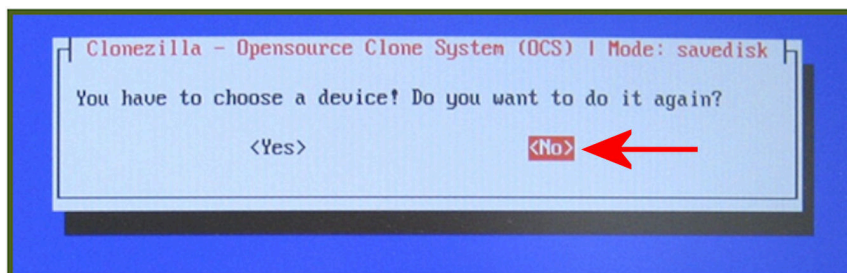 Clonezilla - Opensource Clone System (OCS) | Mode: savedisk
You have to choose a device! Do you want to do it again?
<Yes> <No>